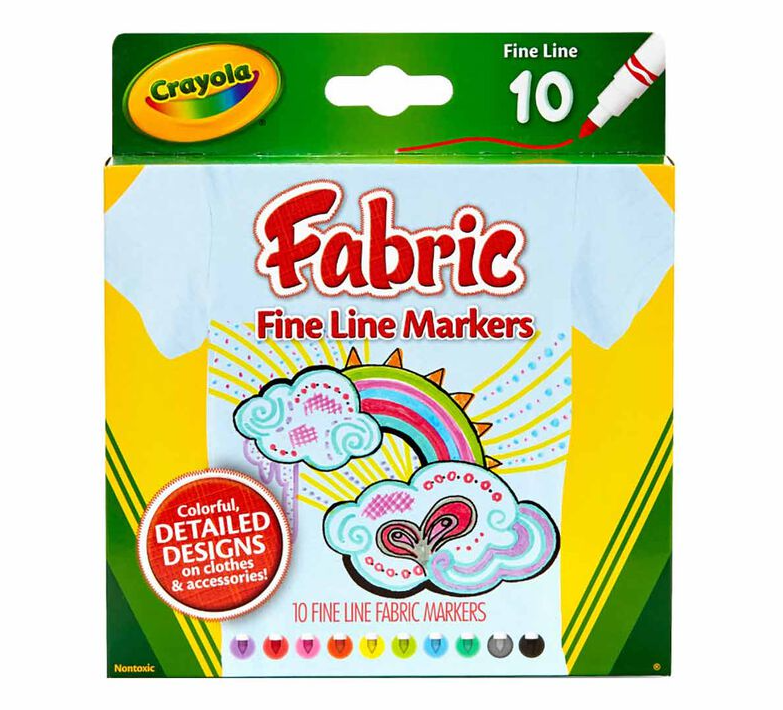 Crayola
Fine Line
10
Fabric
Fine Line Markers
Colorful,
DETAILED
DESIGNS
on clothes
& accessories!
10 FINE LINE FABRIC MARKERS
Nontoxic
®